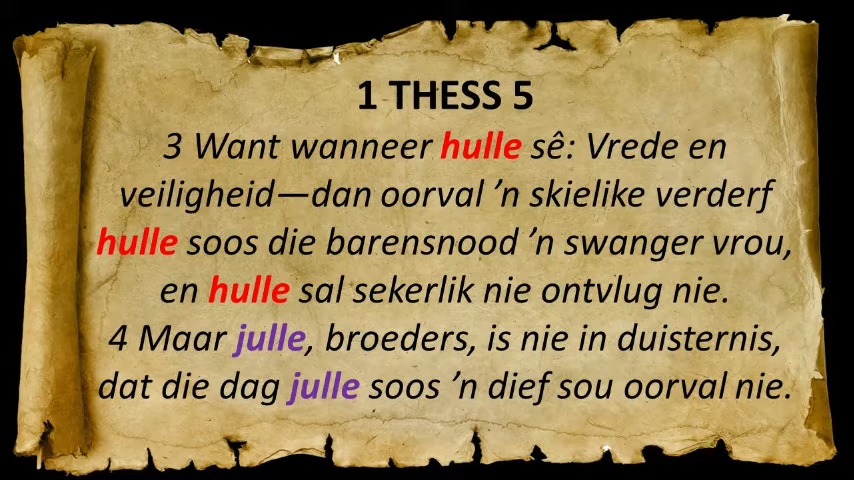 1 THESS 5
3 Want wanneer hulle sê: Vrede en
veiligheid—dan oorval ’n skielike verderf
hulle soos die barensnood ’n swanger vrou,
en hulle sal sekerlik nie ontvlug nie.
4 Maar julle, broeders, is nie in duisternis,
dat die dag julle soos ’n dief sou oorval nie.